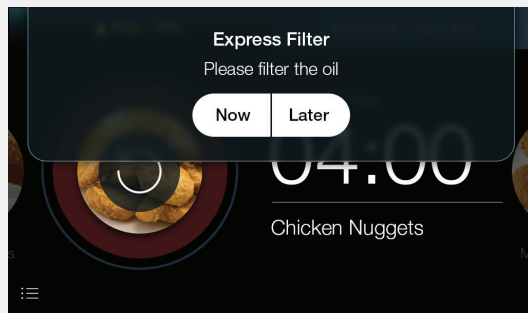 Express Filter
Please filter the oil
Now Later
04:00
Chicken Nuggets